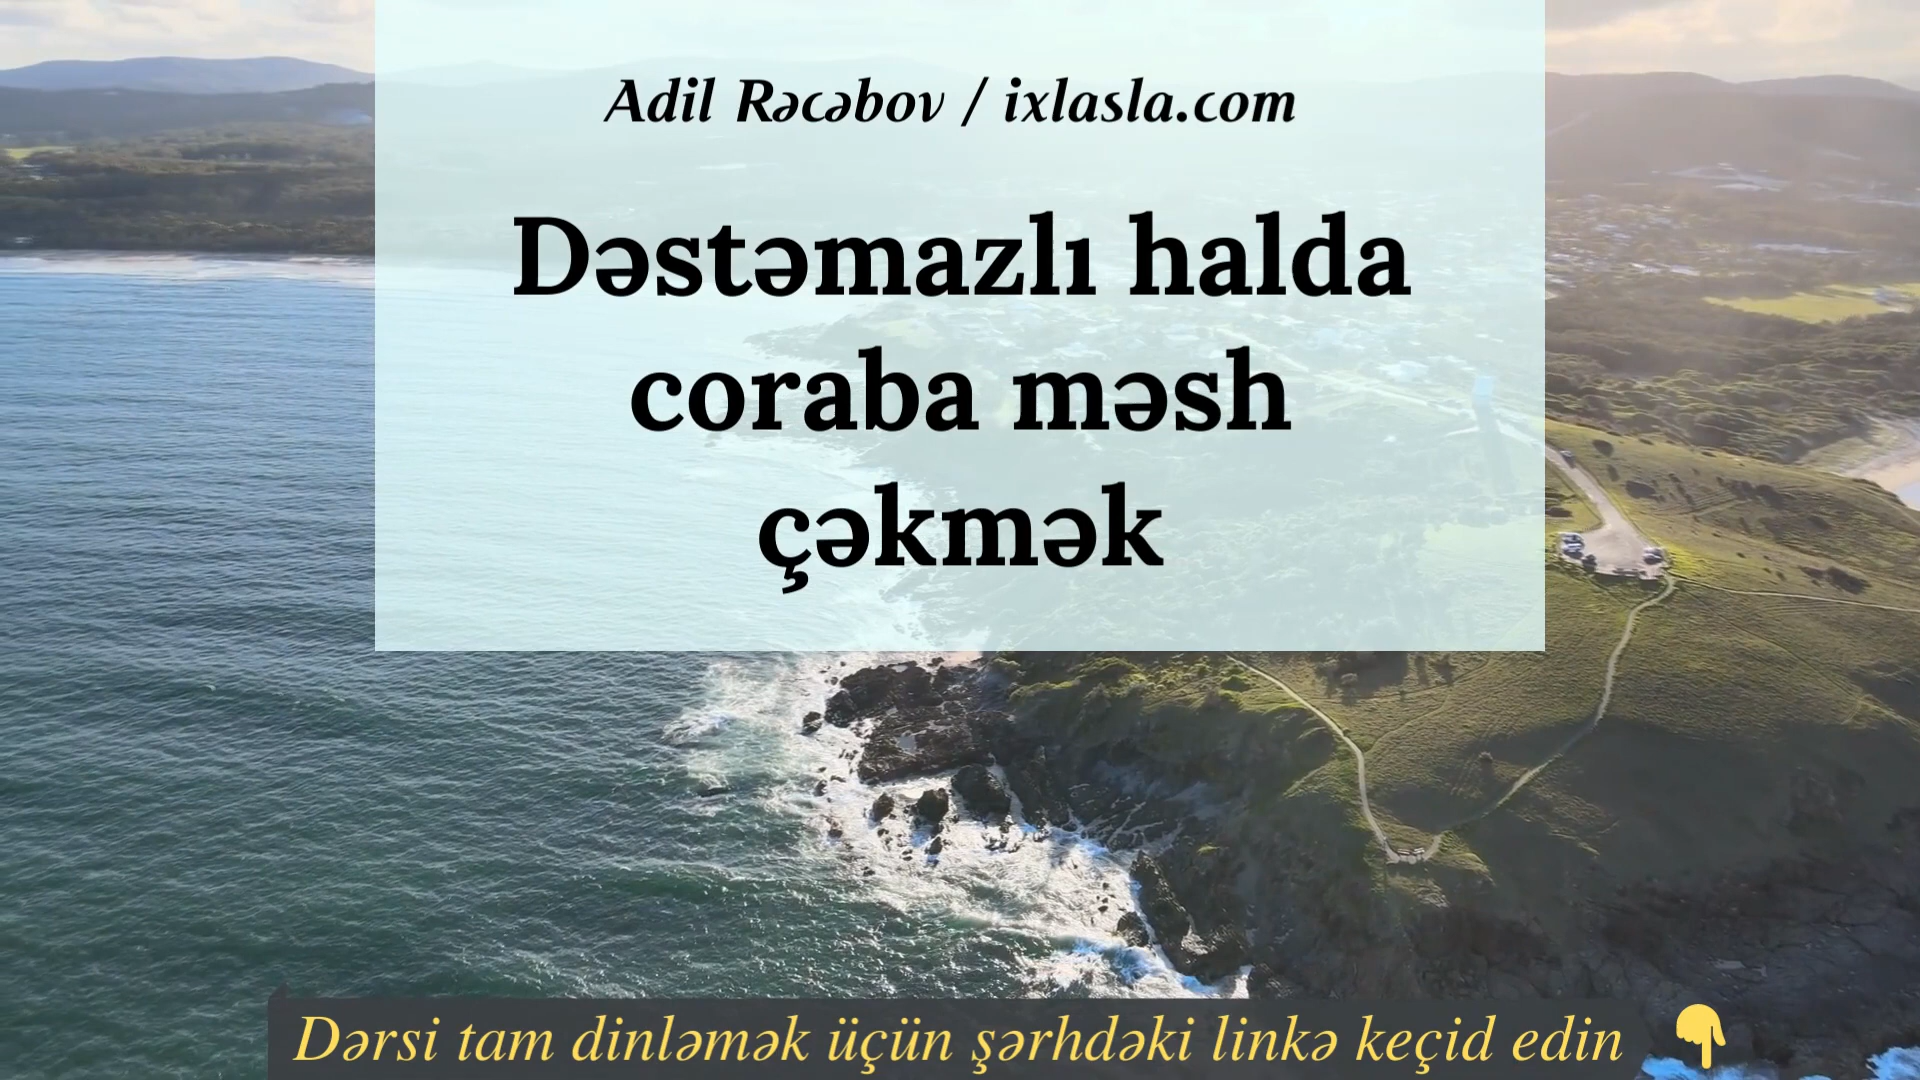 Adil Rəcəbov / ixlasla.com
Dəstəmazlı halda
coraba məsh
çəkmək
Dərsi tam dinləmək üçün şərhdəki linkə keçid edin